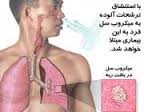 با استنشاق
ترشحات آلوده
به میکروب سل
فرد به این
بیماری مبتلا
خواهد شد.
میکروب سل
در بافت ریه